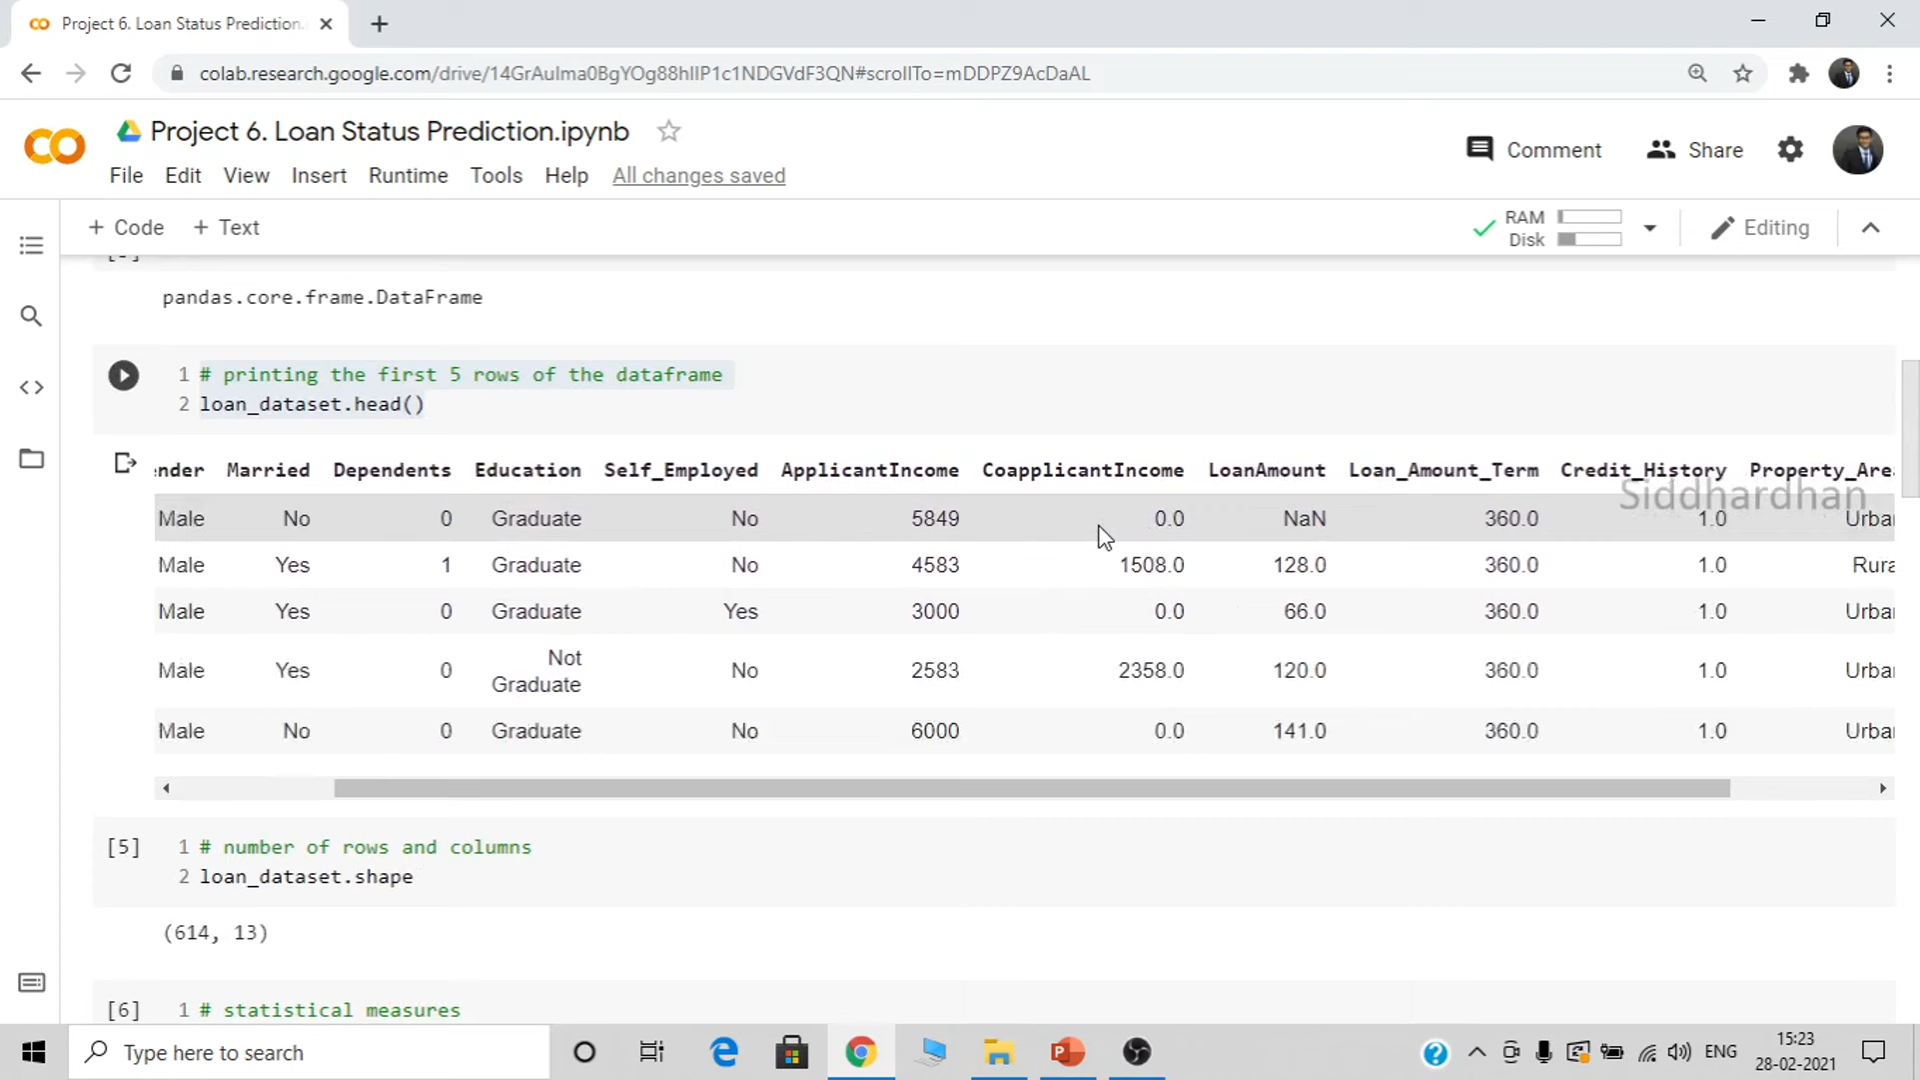 Project 6. Loan Status Prediction.
colab.research.google.com/drive/14GrAuIma0BgYOg88hlIP1c1NDGVdF3QN#scrollTo=mDDPZ9AcDaAL
Project 6. Loan Status Prediction.ipynb
Comment Share
File Edit View Insert Runtime Tools Help All changes saved
+ Code + Text RAM Disk Editing
pandas.core.frame.DataFrame
1 # printing the first 5 rows of the dataframe
2 loan_dataset.head()
ender Married Dependents Education Self_Employed ApplicantIncome CoapplicantIncome LoanAmount Loan_Amount_Term Credit_History Property_Area
Siddhardhan
Male No 0 Graduate No 5849 0.0 NaN 360.0 1.0 Urban
Male Yes 1 Graduate No 4583 1508.0 128.0 360.0 1.0 Rura
Male Yes 0 Graduate Yes 3000 0.0 66.0 360.0 1.0 Urban
Male Yes 0 Not Graduate No 2583 2358.0 120.0 360.0 1.0 Urban
Male No 0 Graduate No 6000 0.0 141.0 360.0 1.0 Urban
[5] 1 # number of rows and columns
2 loan_dataset.shape
(614, 13)
[6] 1 # statistical measures
Type here to search
ENG
15:23
28-02-2021